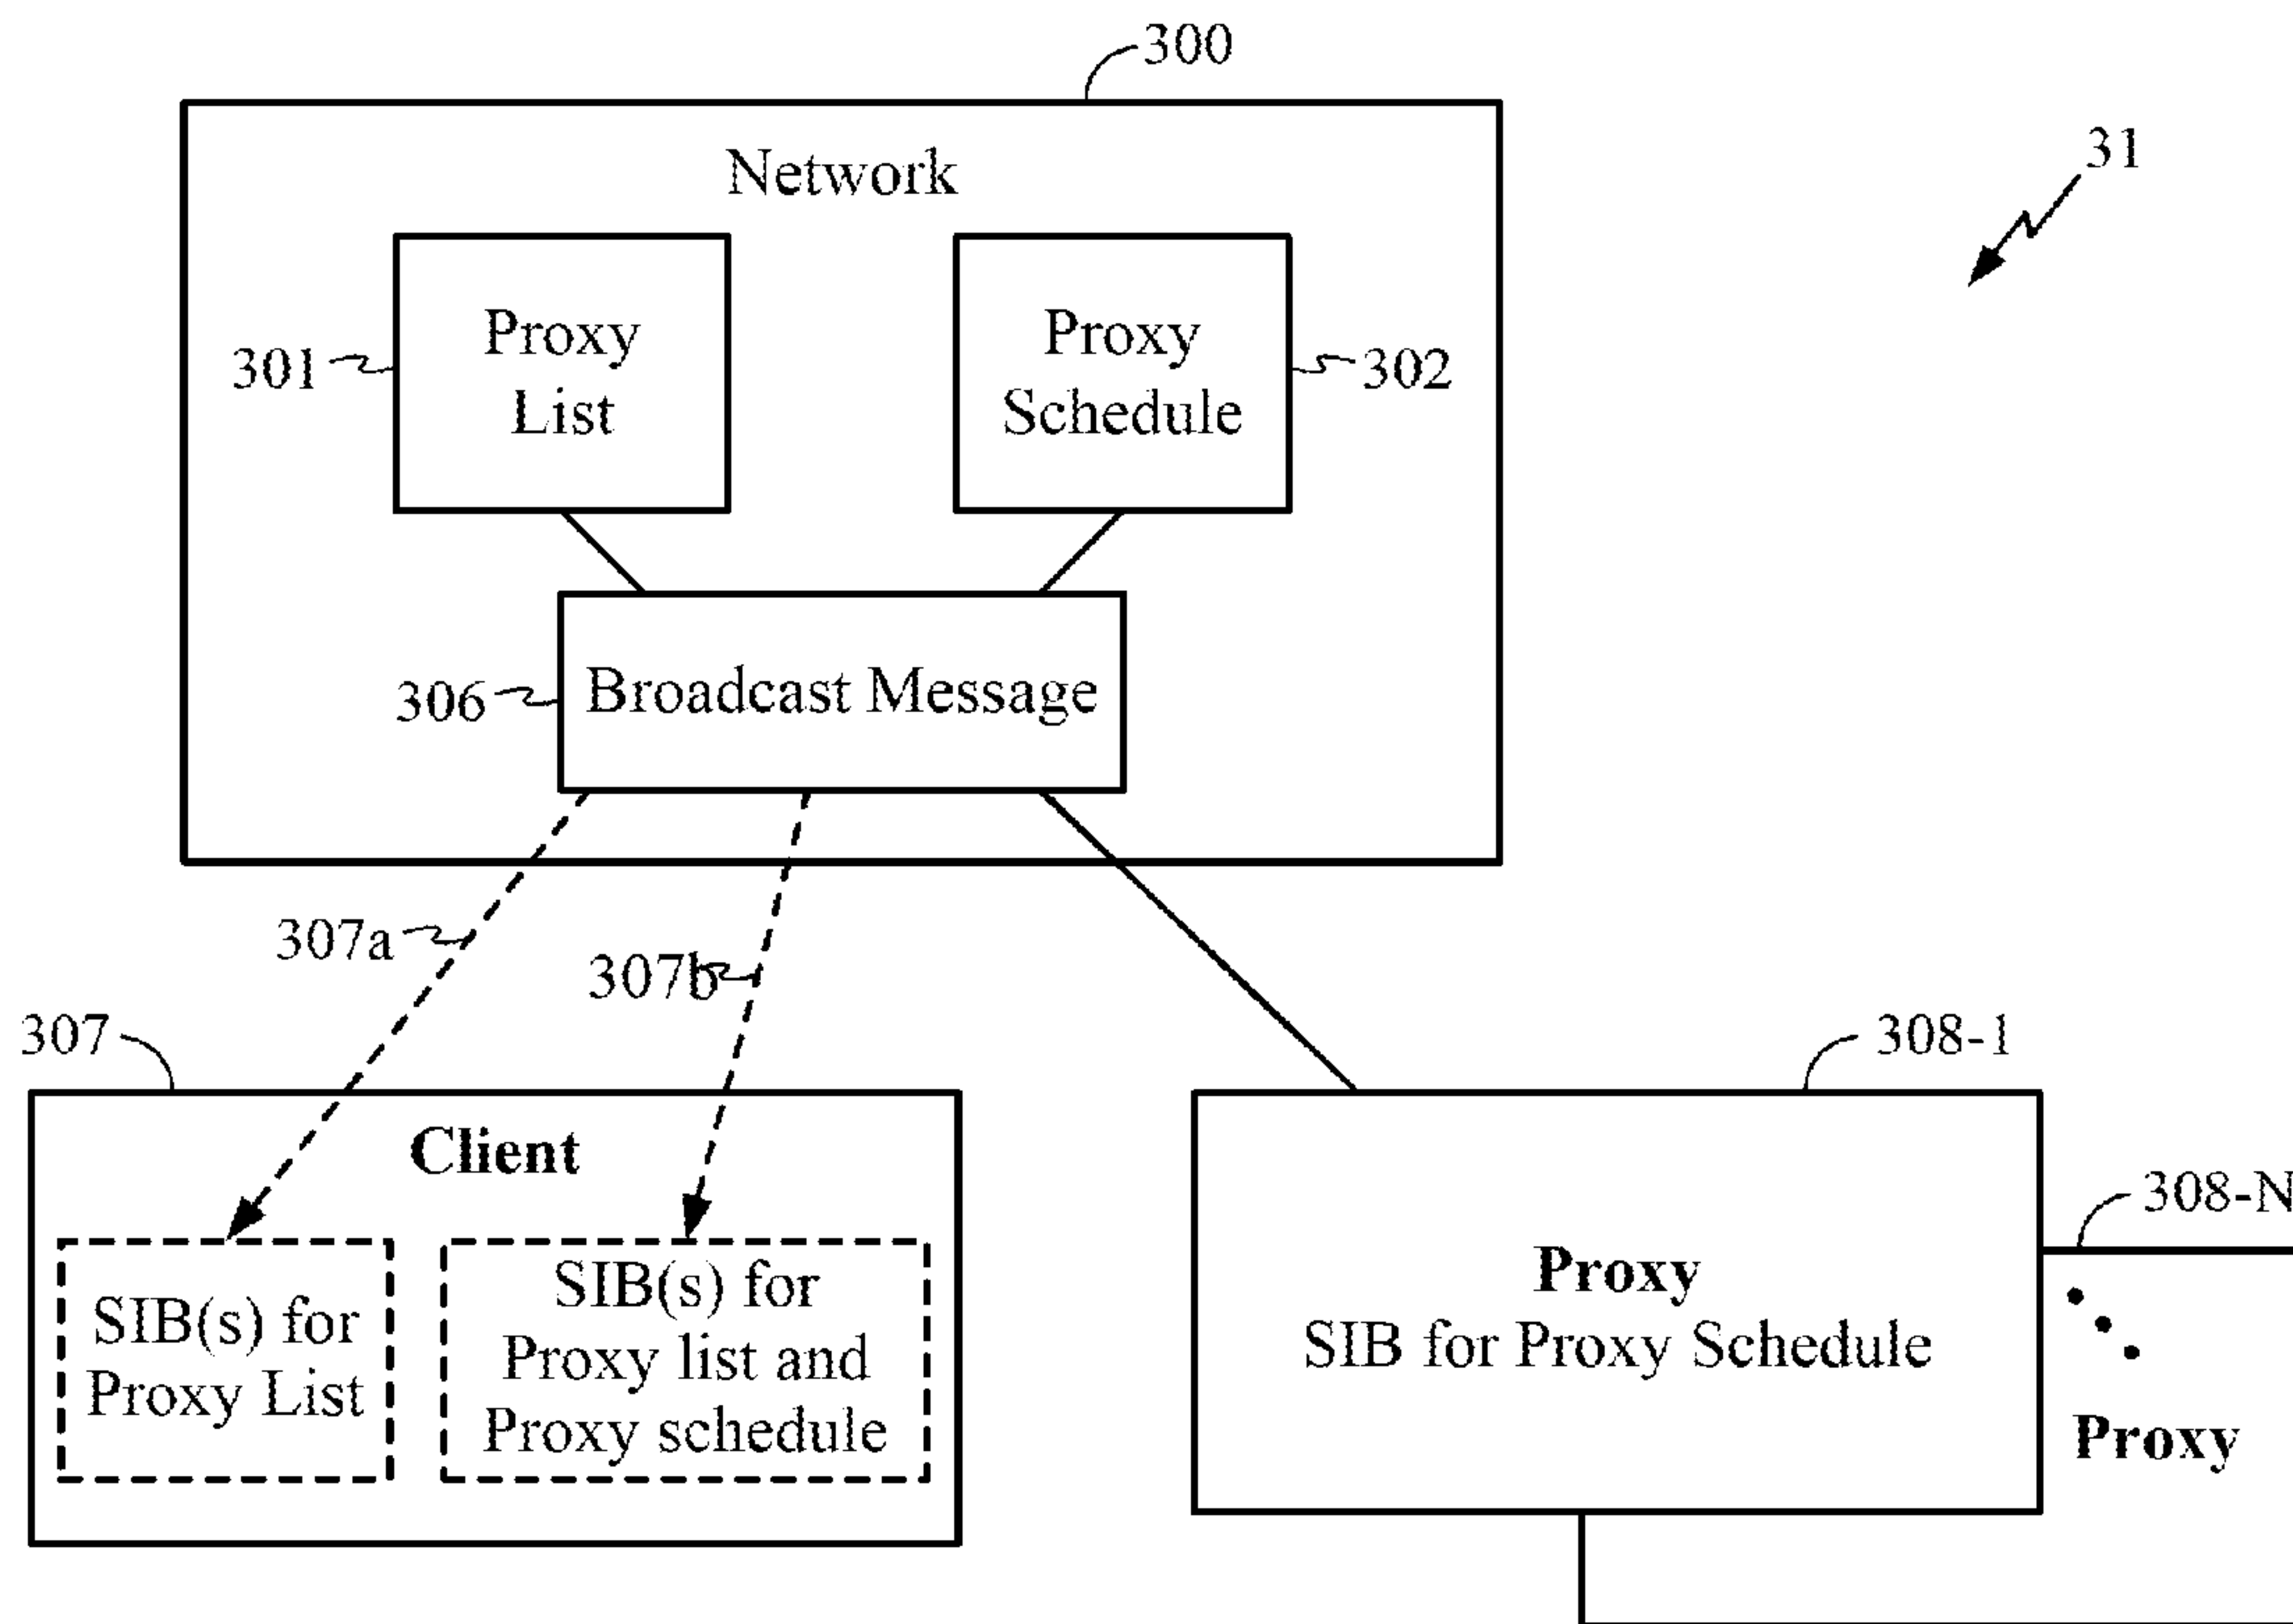 300
31
Network
Proxy
List
Proxy
Schedule
301
302
306
Broadcast Message
307a
307b
307
308-1
Client
308-N
SIB(s) for
Proxy List
SIB(s) for
Proxy list and
Proxy schedule
Proxy
SIB for Proxy Schedule
Proxy